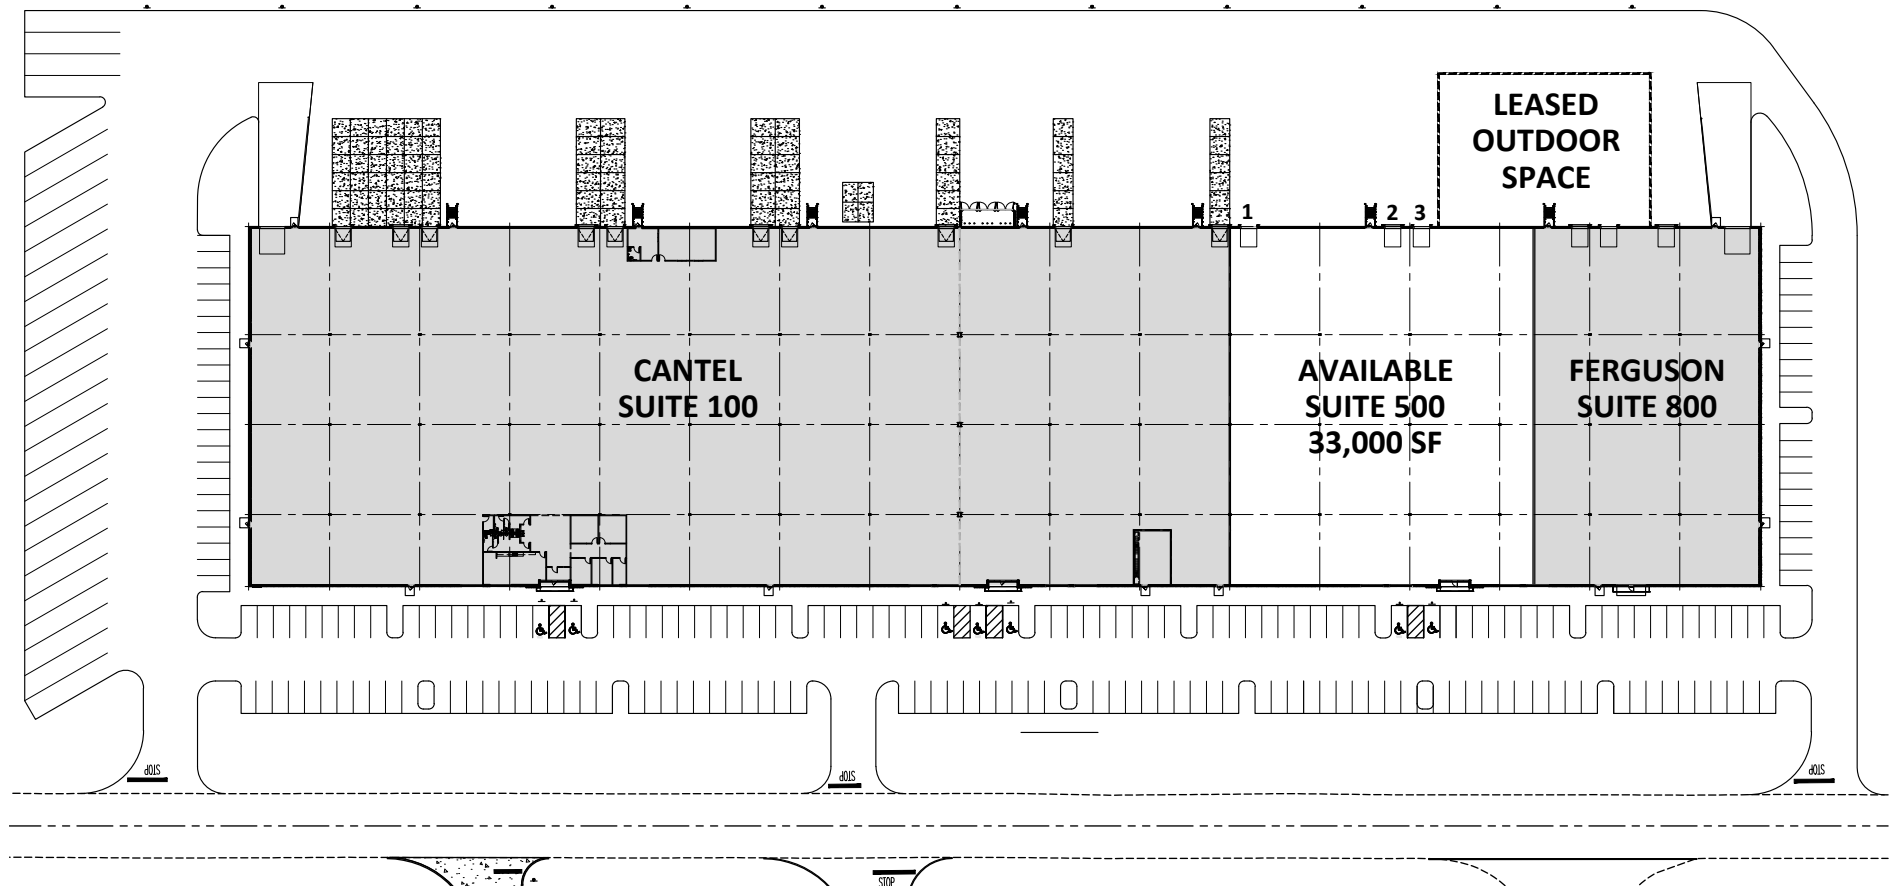 LEASED
OUTDOOR
SPACE
1
2
3
CANTEL
SUITE 100
AVAILABLE
SUITE 500
33,000 SF
FERGUSON
SUITE 800
STOP
STOP
STOP
STOP